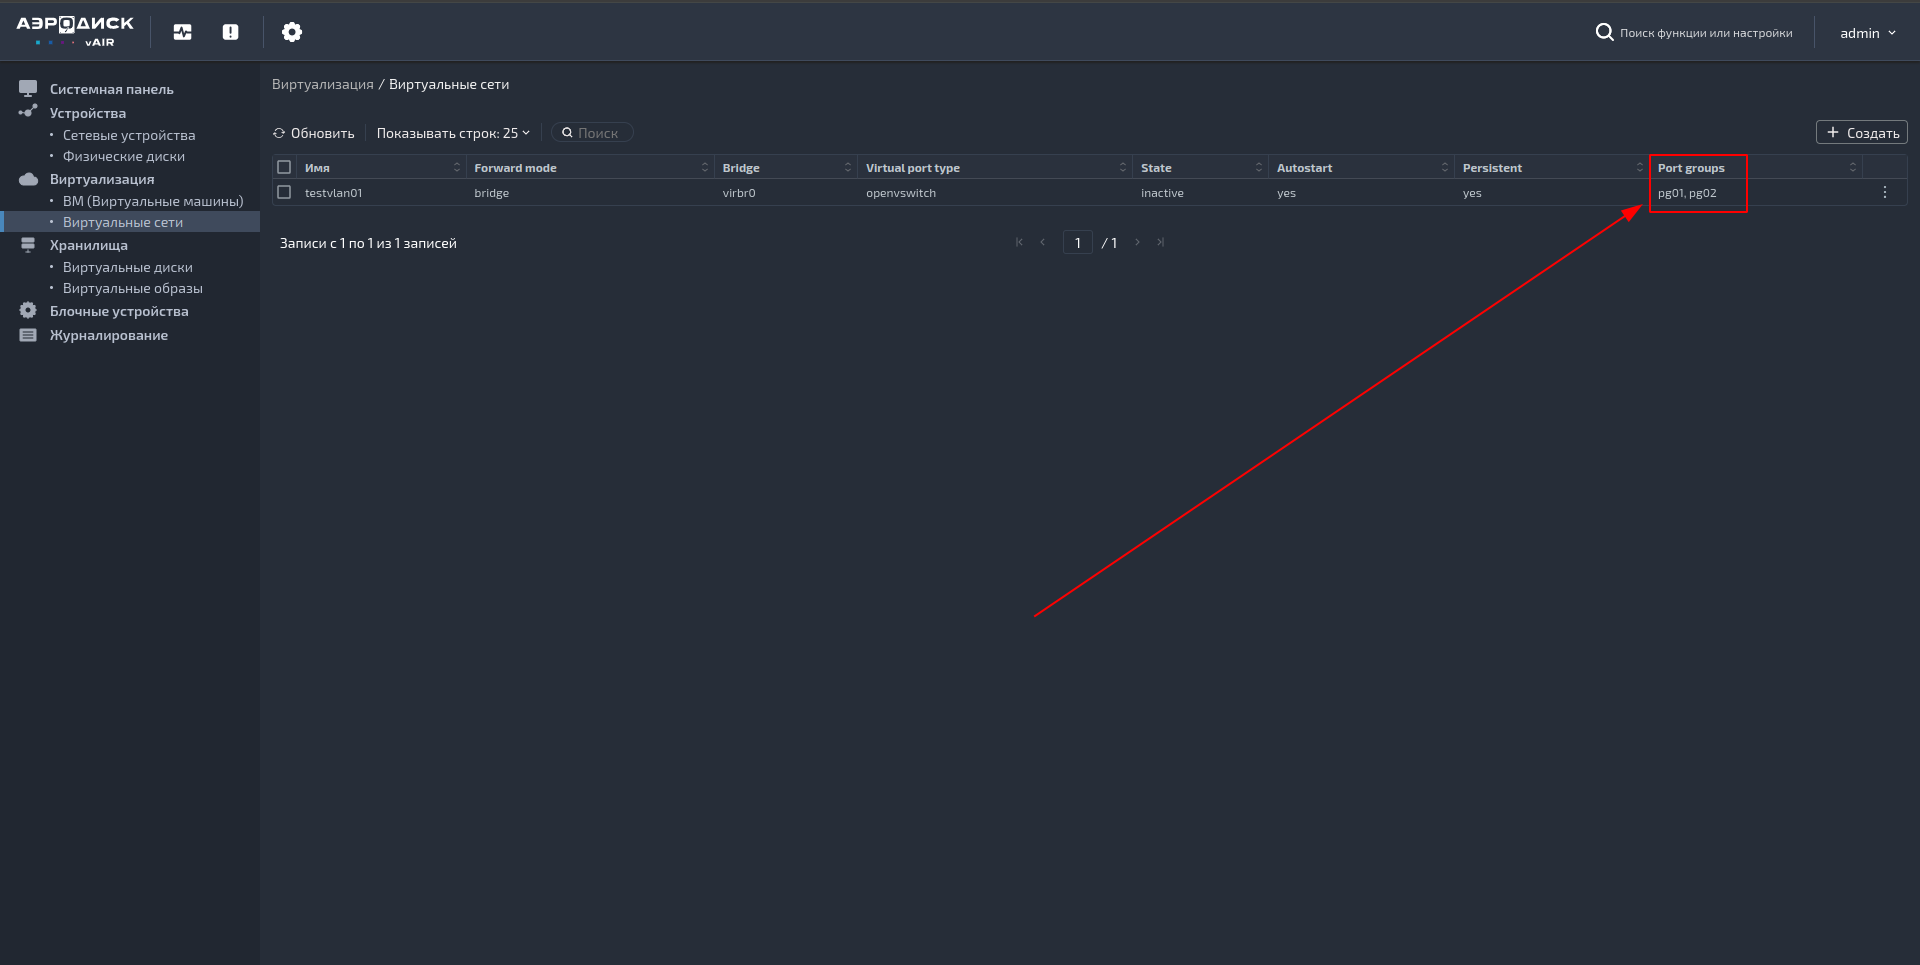 АЭРОДИСК
vAIR
Поиск функции или настройки
admin
Системная панель
Устройства
Сетевые устройства
Физические диски
Виртуализация
ВМ (Виртуальные машины)
Виртуальные сети
Хранилища
Виртуальные диски
Виртуальные образы
Блочные устройства
Журналирование
Виртуализация / Виртуальные сети
Обновить Показывать строк: 25 Поиск + Создать
Имя Forward mode Bridge Virtual port type State Autostart Persistent Port groups
testvlan01 bridge virbr0 openvswitch inactive yes yes pg01, pg02
Записи с 1 по 1 из 1 записей 1 / 1